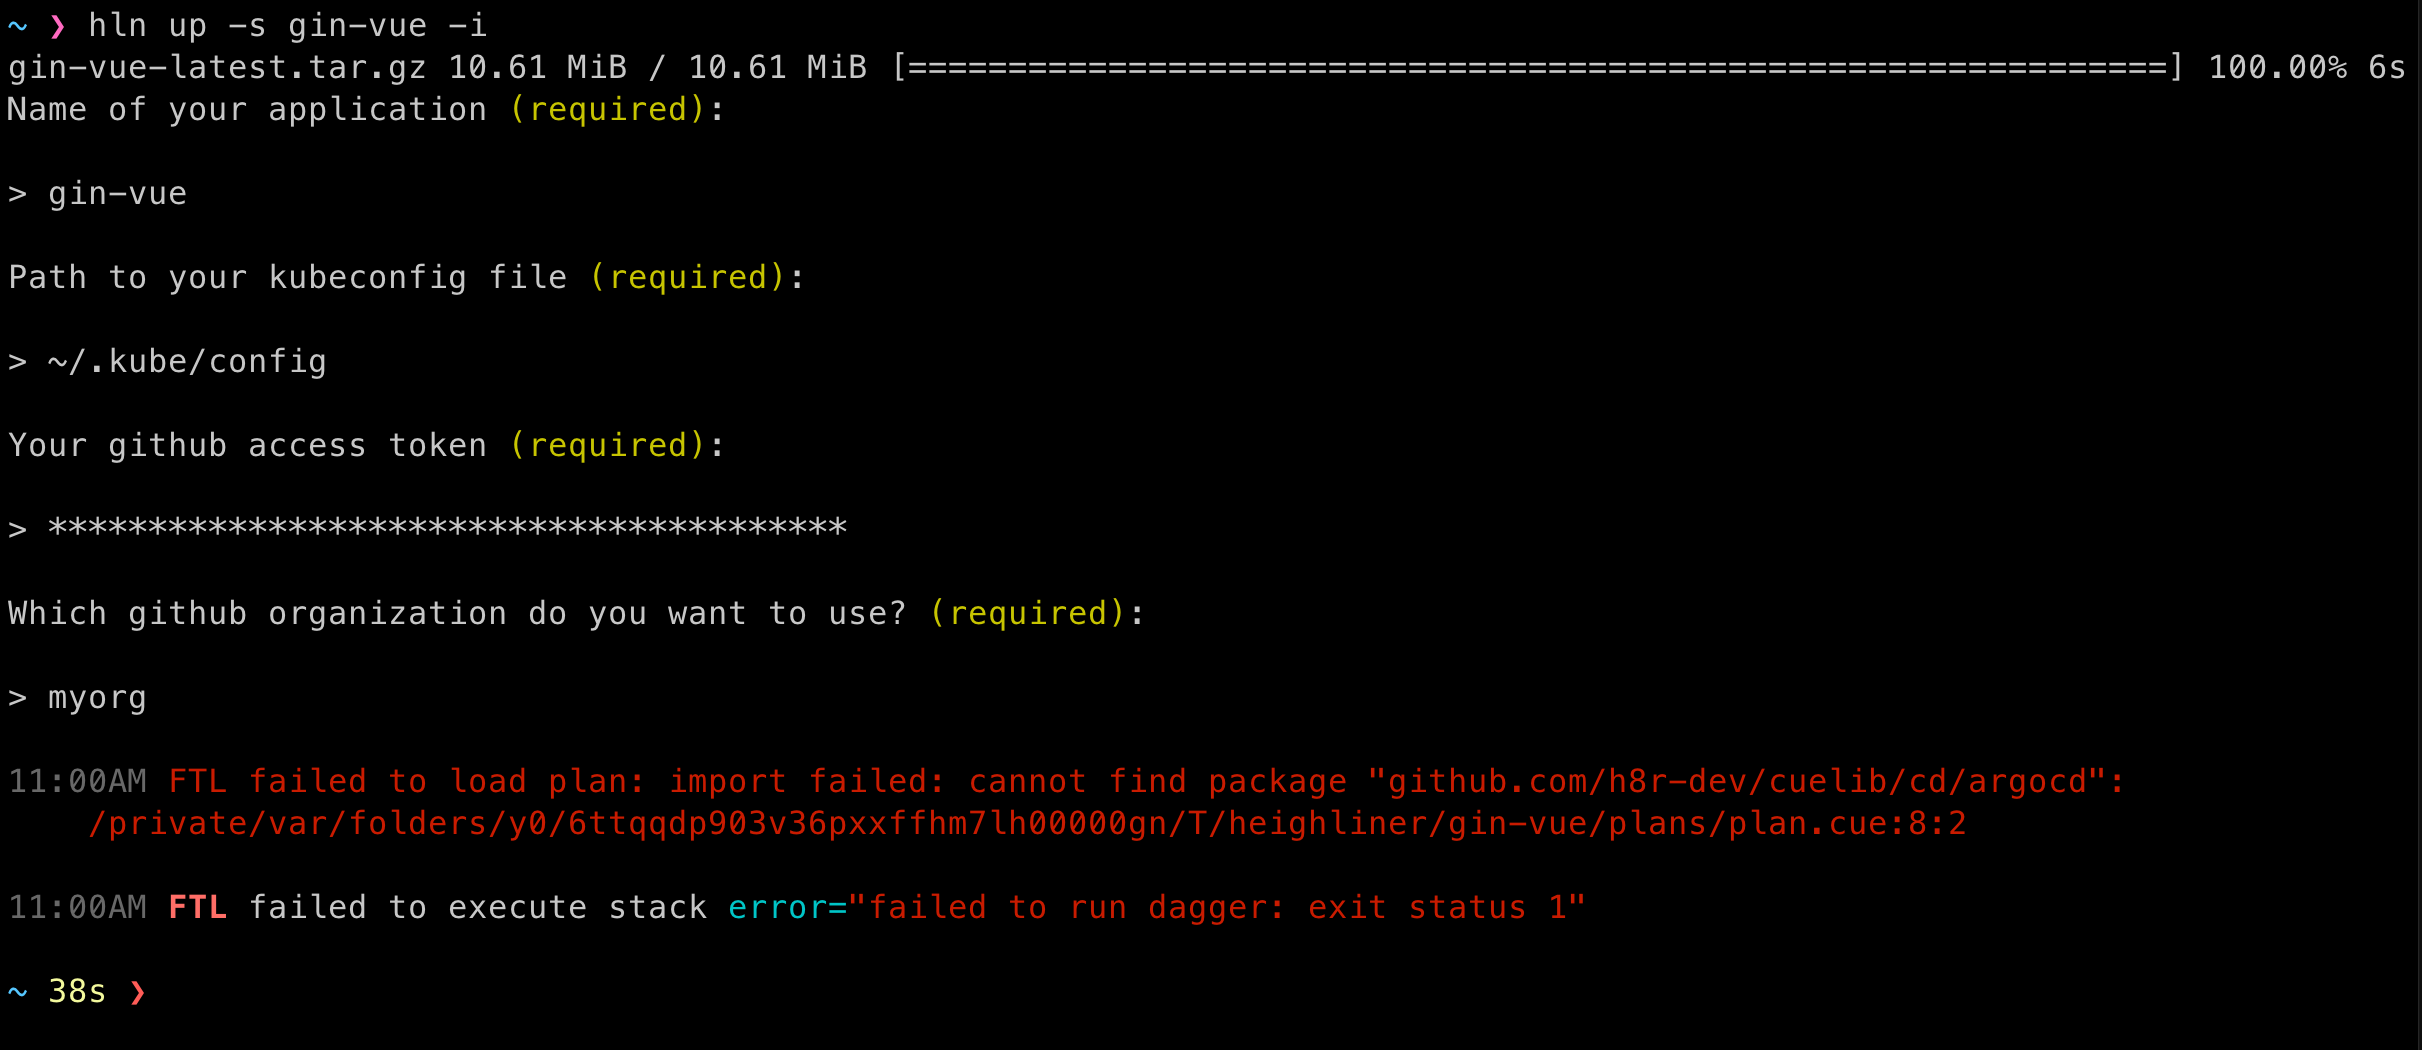 ~ ❯ hln up -s gin-vue -i
gin-vue-latest.tar.gz 10.61 MiB / 10.61 MiB [===============================================================] 100.00% 6s
Name of your application (required):
> gin-vue
Path to your kubeconfig file (required):
> ~/.kube/config
Your github access token (required):
> ****************************************
Which github organization do you want to use? (required):
> myorg
11:00AM FTL failed to load plan: import failed: cannot find package "github.com/h8r-dev/cuelib/cd/argocd":
    /private/var/folders/y0/6ttqqdp903v36pxxffhm7lh00000gn/T/heighliner/gin-vue/plans/plan.cue:8:2
11:00AM FTL failed to execute stack error="failed to run dagger: exit status 1"
~ 38s ❯